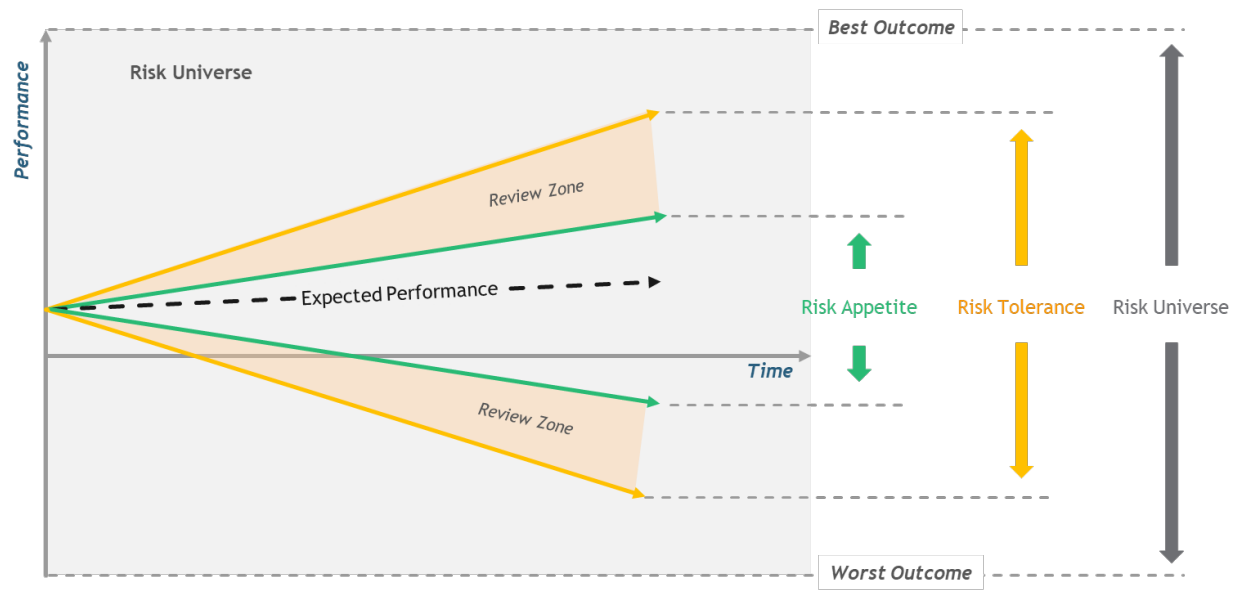 Best Outcome
Risk Universe
Performance
Review Zone
Expected Performance
Risk Appetite
Risk Tolerance
Risk Universe
Time
Review Zone
Worst Outcome